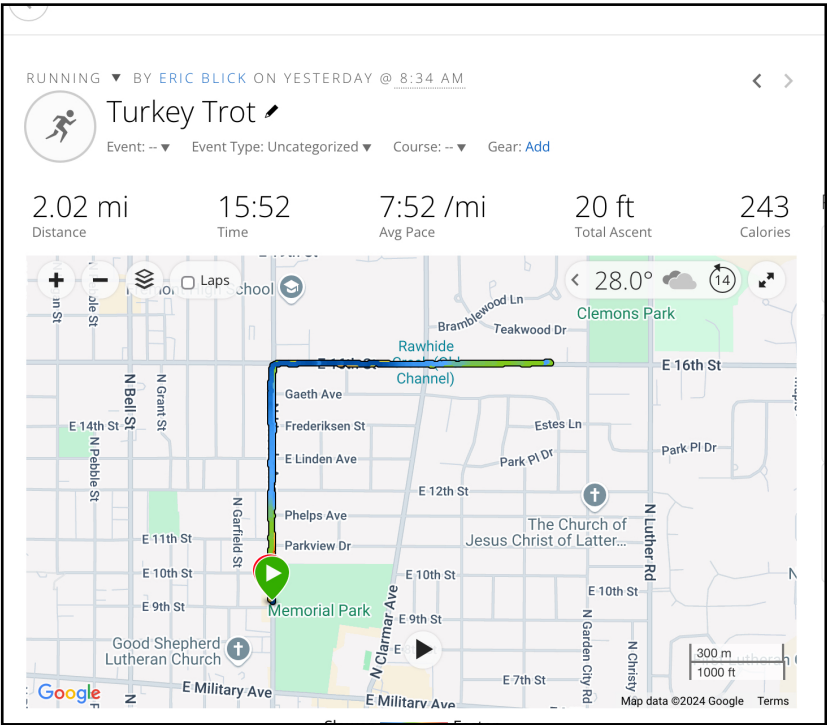 RUNNING ▼ BY ERIC BLICK ON YESTERDAY @ 8:34 AM
Turkey Trot
Event: -- ▼ Event Type: Uncategorized ▼ Course: -- ▼ Gear: Add
2.02 mi 15:52 7:52 /mi 20 ft 243
Distance Time Avg Pace Total Ascent Calories
+ − Laps 28.0° 14
Bramblewood Ln
Teakwood Dr
Clemons Park
Rawhide
Channel)
E 16th St
Gaeth Ave
N Bell St
N Grant St
E 14th St
Frederiksen St
Estes Ln
N Pebble St
E Linden Ave
Park Pl Dr
Park Pl Dr
E 12th St
N Garfield St
Phelps Ave
The Church of
Jesus Christ of Latter...
N Luther Rd
E 11th St
Parkview Dr
E 10th St
E 10th St
E 10th St
E 9th St
Memorial Park
E 9th St
N Clarmar Ave
N Garden City Rd
N Christy
Good Shepherd
Lutheran Church
300 m
1000 ft
E 7th St
E Military Ave
E Military Ave
Google
Map data ©2024 Google Terms